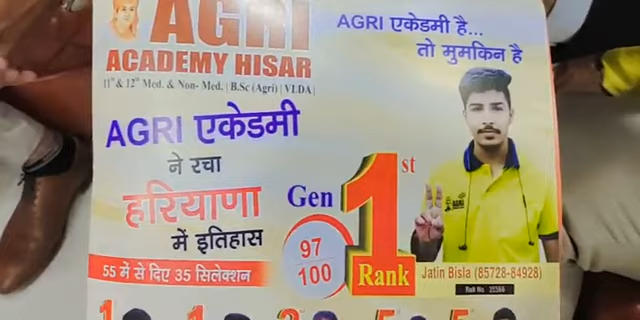 AGRI
ACADEMY HISAR
11th & 12th Med. & Non- Med. | B.Sc (Agri) | VLDA |
AGRI एकेडमी है...
तो मुमकिन है
AGRI एकेडमी
ने रचा
हरियाणा
में इतिहास
55 में से दिए 35 सिलेक्शन
Gen
97
100
1st
Rank
Jatin Bisla (85728-84928)
Roll No.